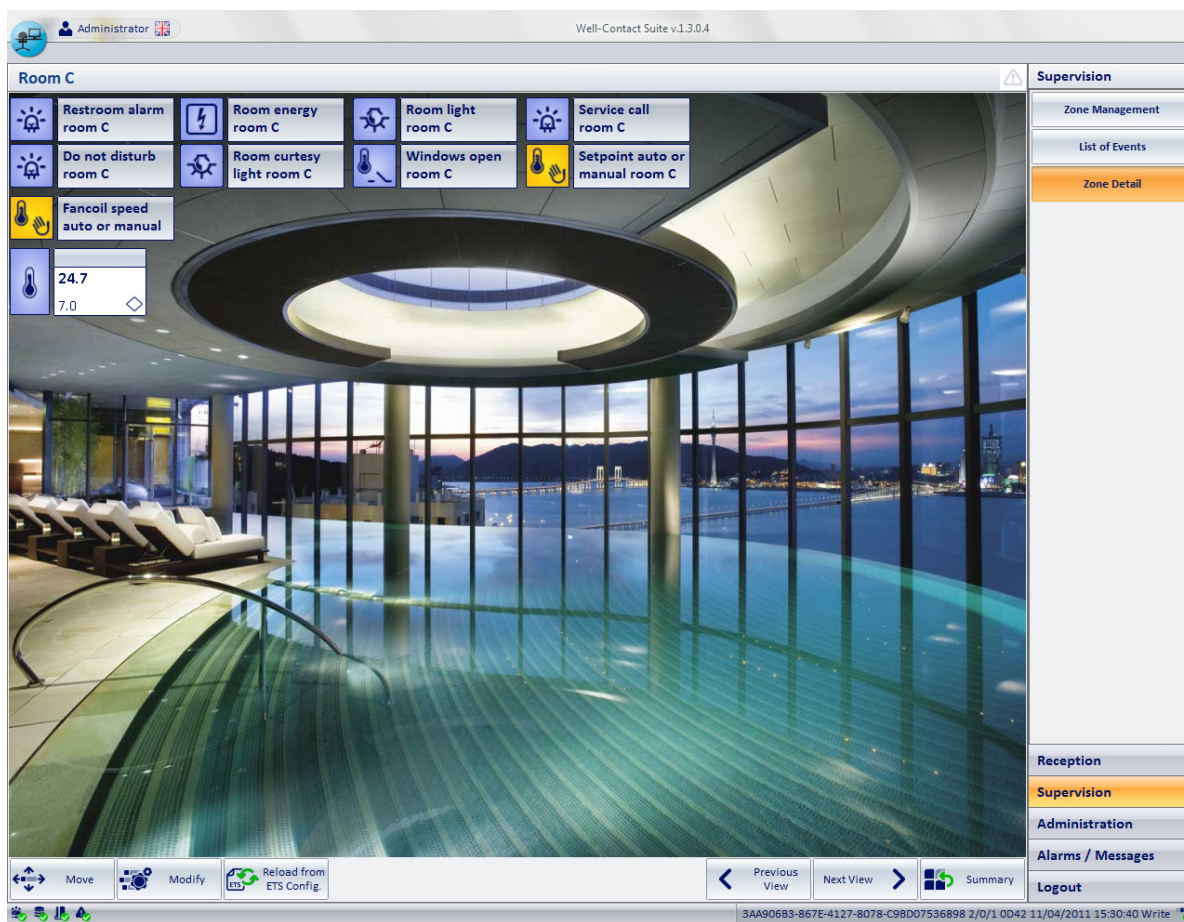 Administrator
Well-Contact Suite v.1.3.0.4
Room C
Supervision
Restroom alarm
room C
Room energy
room C
Room light
room C
Service call
room C
Do not disturb
room C
Room curtesy
light room C
Windows open
room C
Setpoint auto or
manual room C
Fancoil speed
auto or manual
24.7
7.0
Zone Management
List of Events
Zone Detail
Reception
Supervision
Administration
Alarms / Messages
Logout
Move
Modify
ETS
Reload from
ETS Config.
Previous
View
Next View
Summary
3AA906B3-867E-4127-8078-C9BD07536898 2/0/1 0D42 11/04/2011 15:30:40 Write